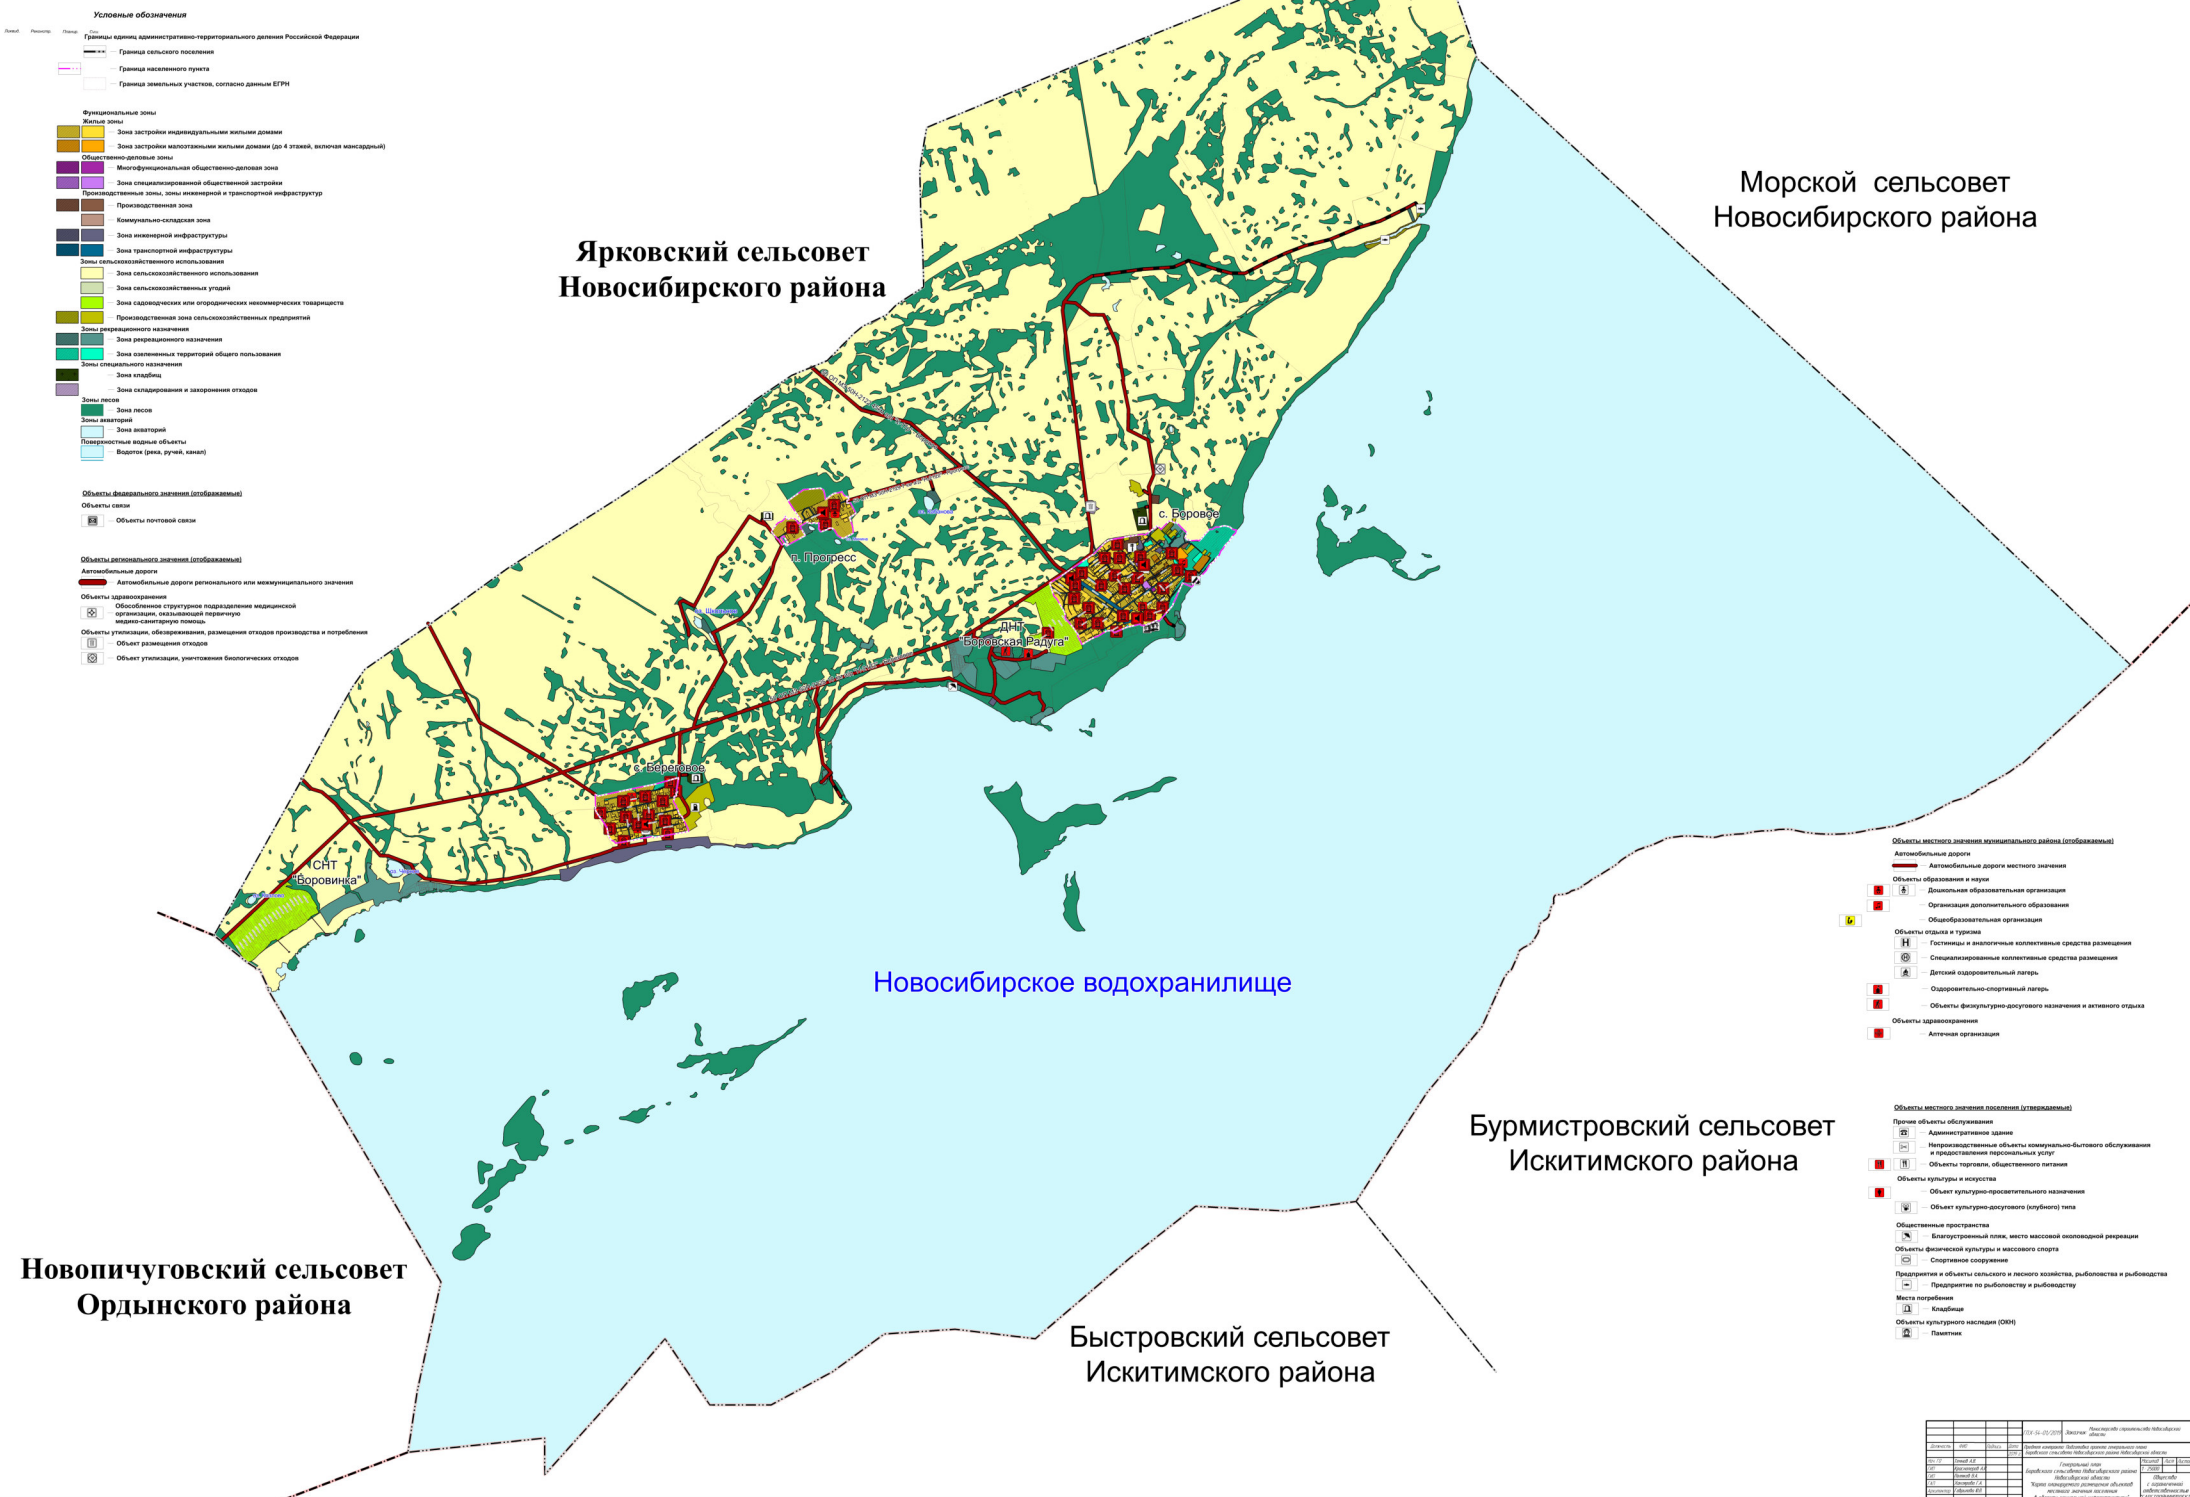 Условные обозначения
Границы единиц административно-территориального деления Российской Федерации
Граница сельского поселения
Граница населенного пункта
Граница земельных участков, согласно данным ЕГРН
Функциональные зоны
Жилые зоны
Зона застройки индивидуальными жилыми домами
Зона застройки малоэтажными жилыми домами (до 4 этажей, включая мансардный)
Общественно-деловые зоны
Многофункциональная общественно-деловая зона
Зона специализированной общественной застройки
Производственные зоны, зоны инженерной и транспортной инфраструктур
Производственная зона
Коммунально-складская зона
Зона инженерной инфраструктуры
Зона транспортной инфраструктуры
Зоны сельскохозяйственного использования
Зона сельскохозяйственного использования
Зона сельскохозяйственных угодий
Зона садоводческих или огороднических некоммерческих товариществ
Производственная зона сельскохозяйственных предприятий
Зоны рекреационного назначения
Зона рекреационного назначения
Зона озелененных территорий общего пользования
Зоны специального назначения
Зона кладбищ
Зона складирования и захоронения отходов
Зоны лесов
Зона лесов
Зоны акваторий
Зона акваторий
Поверхностные водные объекты
Водоток (река, ручей, канал)
Объекты федерального значения (отображаемые)
Объекты связи
Объекты почтовой связи
Объекты регионального значения (отображаемые)
Автомобильные дороги
Автомобильные дороги регионального или межмуниципального значения
Объекты здравоохранения
Обособленное структурное подразделение медицинской
организации, оказывающей первичную
медико-санитарную помощь
Объекты утилизации, обезвреживания, размещения отходов производства и потребления
Объект размещения отходов
Объект утилизации, уничтожения биологических отходов
Ярковский сельсовет
Новосибирского района
Морской сельсовет
Новосибирского района
с. Боровое
п. Прогресс
ДНТ
"Боровская Радуга"
с. Береговое
СНТ
"Боровинка"
Новосибирское водохранилище
Бурмистровский сельсовет
Искитимского района
Новопичуговский сельсовет
Ордынского района
Быстровский сельсовет
Искитимского района
Объекты местного значения муниципального района (отображаемые)
Автомобильные дороги
Автомобильные дороги местного значения
Объекты образования и науки
Дошкольная образовательная организация
Организация дополнительного образования
Общеобразовательная организация
Объекты отдыха и туризма
Гостиницы и аналогичные коллективные средства размещения
Специализированные коллективные средства размещения
Детский оздоровительный лагерь
Оздоровительно-спортивный лагерь
Объекты физкультурно-досугового назначения и активного отдыха
Объекты здравоохранения
Аптечная организация
Объекты местного значения поселения (утверждаемые)
Прочие объекты обслуживания
Административное здание
Непроизводственные объекты коммунально-бытового обслуживания
и предоставления персональных услуг
Объекты торговли, общественного питания
Объекты культуры и искусства
Объект культурно-просветительного назначения
Объект культурно-досугового (клубного) типа
Общественные пространства
Благоустроенный пляж, место массовой околоводной рекреации
Объекты физической культуры и массового спорта
Спортивное сооружение
Предприятия и объекты сельского и лесного хозяйства, рыболовства и рыбоводства
Предприятие по рыболовству и рыбоводству
Места погребения
Кладбище
Объекты культурного наследия (ОКН)
Памятник